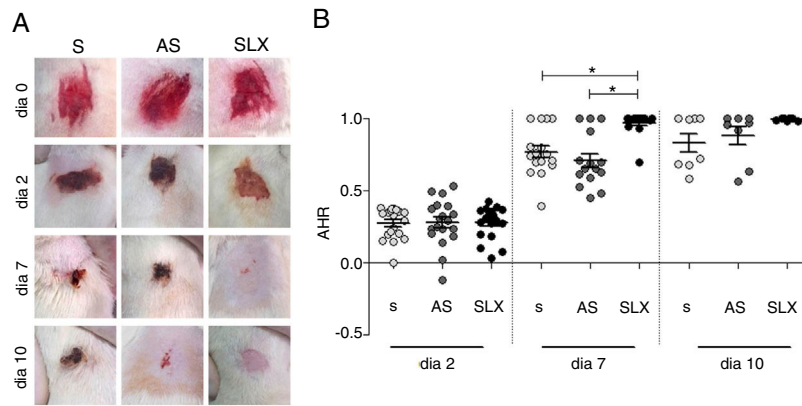 A
S AS SLX
dia 0
dia 2
dia 7
dia 10
B
*
*
1.0
0.5
0.0
-0.5
AHR
s AS SLX s AS SLX s AS SLX
dia 2 dia 7 dia 10